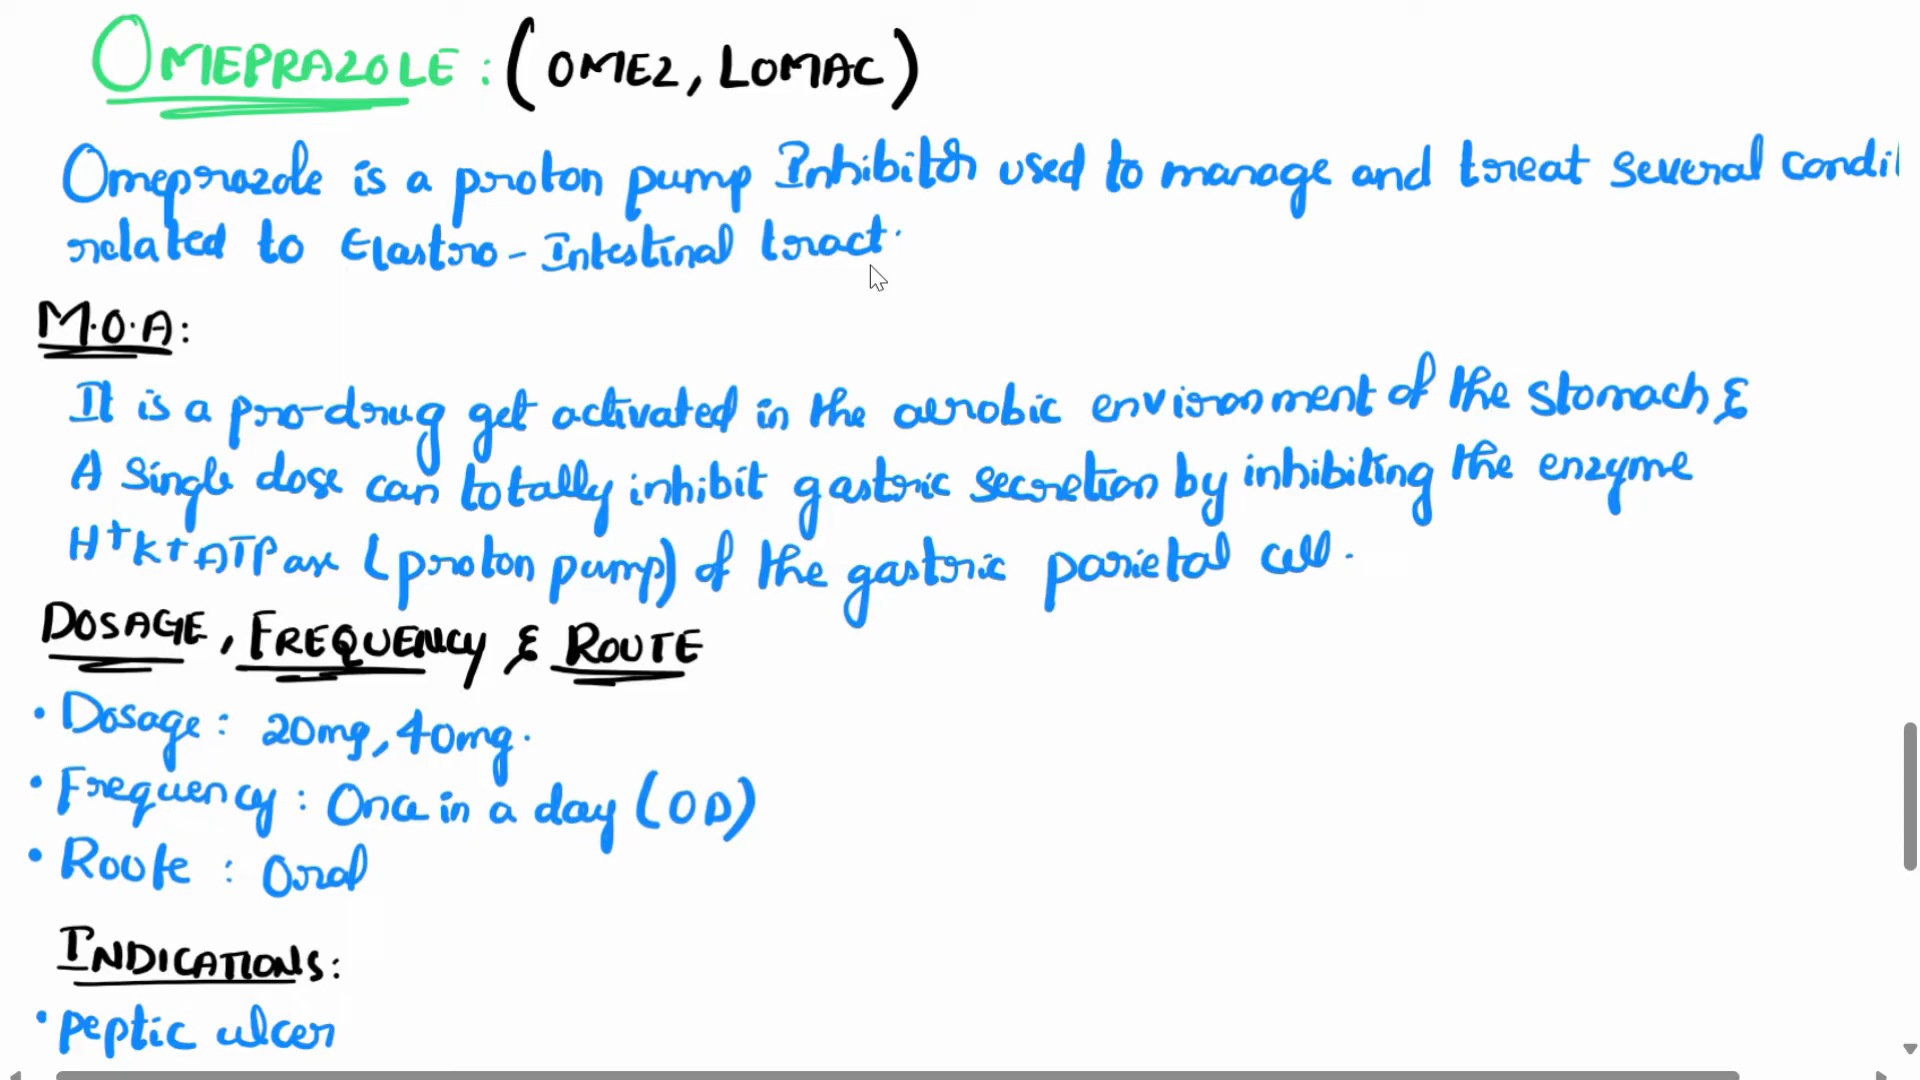 OMEPRAZOLE : (OMEZ, LOMAC)
Omeprazole is a proton pump Inhibitor used to manage and treat several condit
related to Gastro-Intestinal tract.
M.O.A:
It is a pro-drug get activated in the aerobic environment of the stomach &
A single dose can totally inhibit gastric secretion by inhibiting the enzyme
H+K+ATPase (proton pump) of the gastric parietal cell.
DOSAGE, FREQUENCY & ROUTE
• Dosage : 20mg, 40mg.
• Frequency : Once in a day (OD)
• Route : Oral
INDICATIONS:
• peptic ulcer